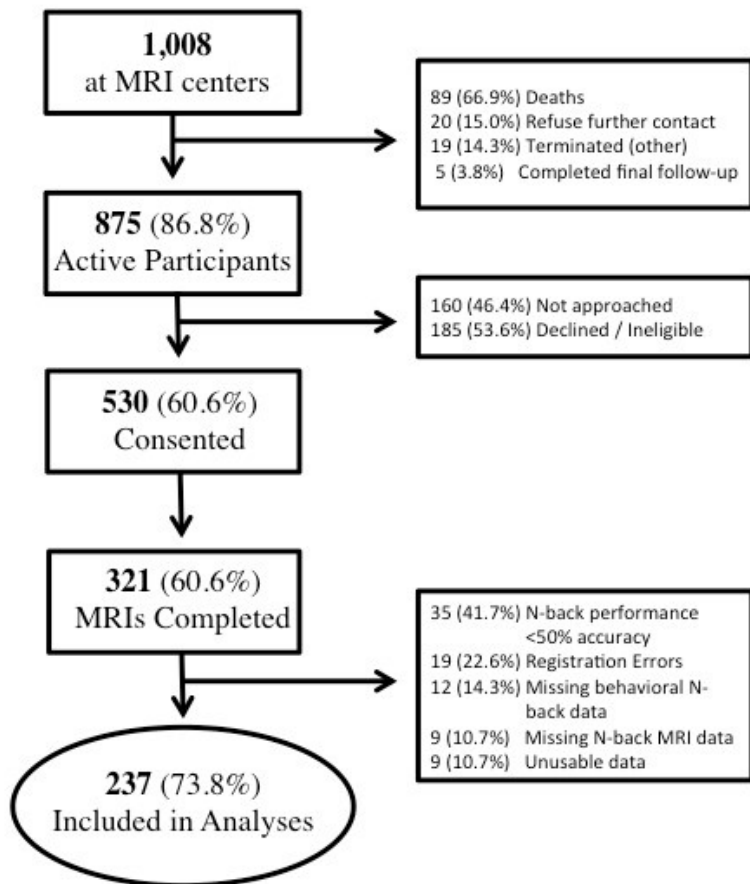 1,008
at MRI centers
89 (66.9%) Deaths
20 (15.0%) Refuse further contact
19 (14.3%) Terminated (other)
5 (3.8%) Completed final follow-up
875 (86.8%)
Active Participants
160 (46.4%) Not approached
185 (53.6%) Declined / Ineligible
530 (60.6%)
Consented
321 (60.6%)
MRIs Completed
35 (41.7%) N-back performance
<50% accuracy
19 (22.6%) Registration Errors
12 (14.3%) Missing behavioral N-
back data
9 (10.7%) Missing N-back MRI data
9 (10.7%) Unusable data
237 (73.8%)
Included in Analyses